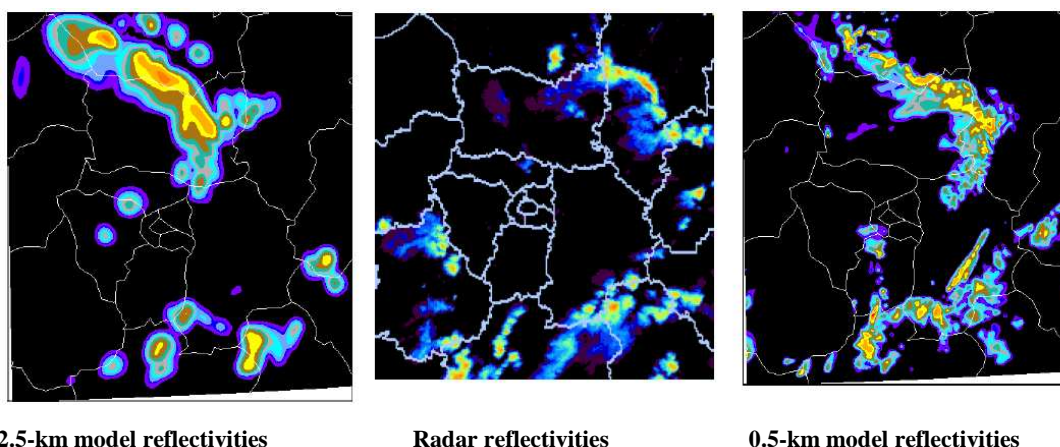 2.5-km model reflectivities
Radar reflectivities
0.5-km model reflectivities